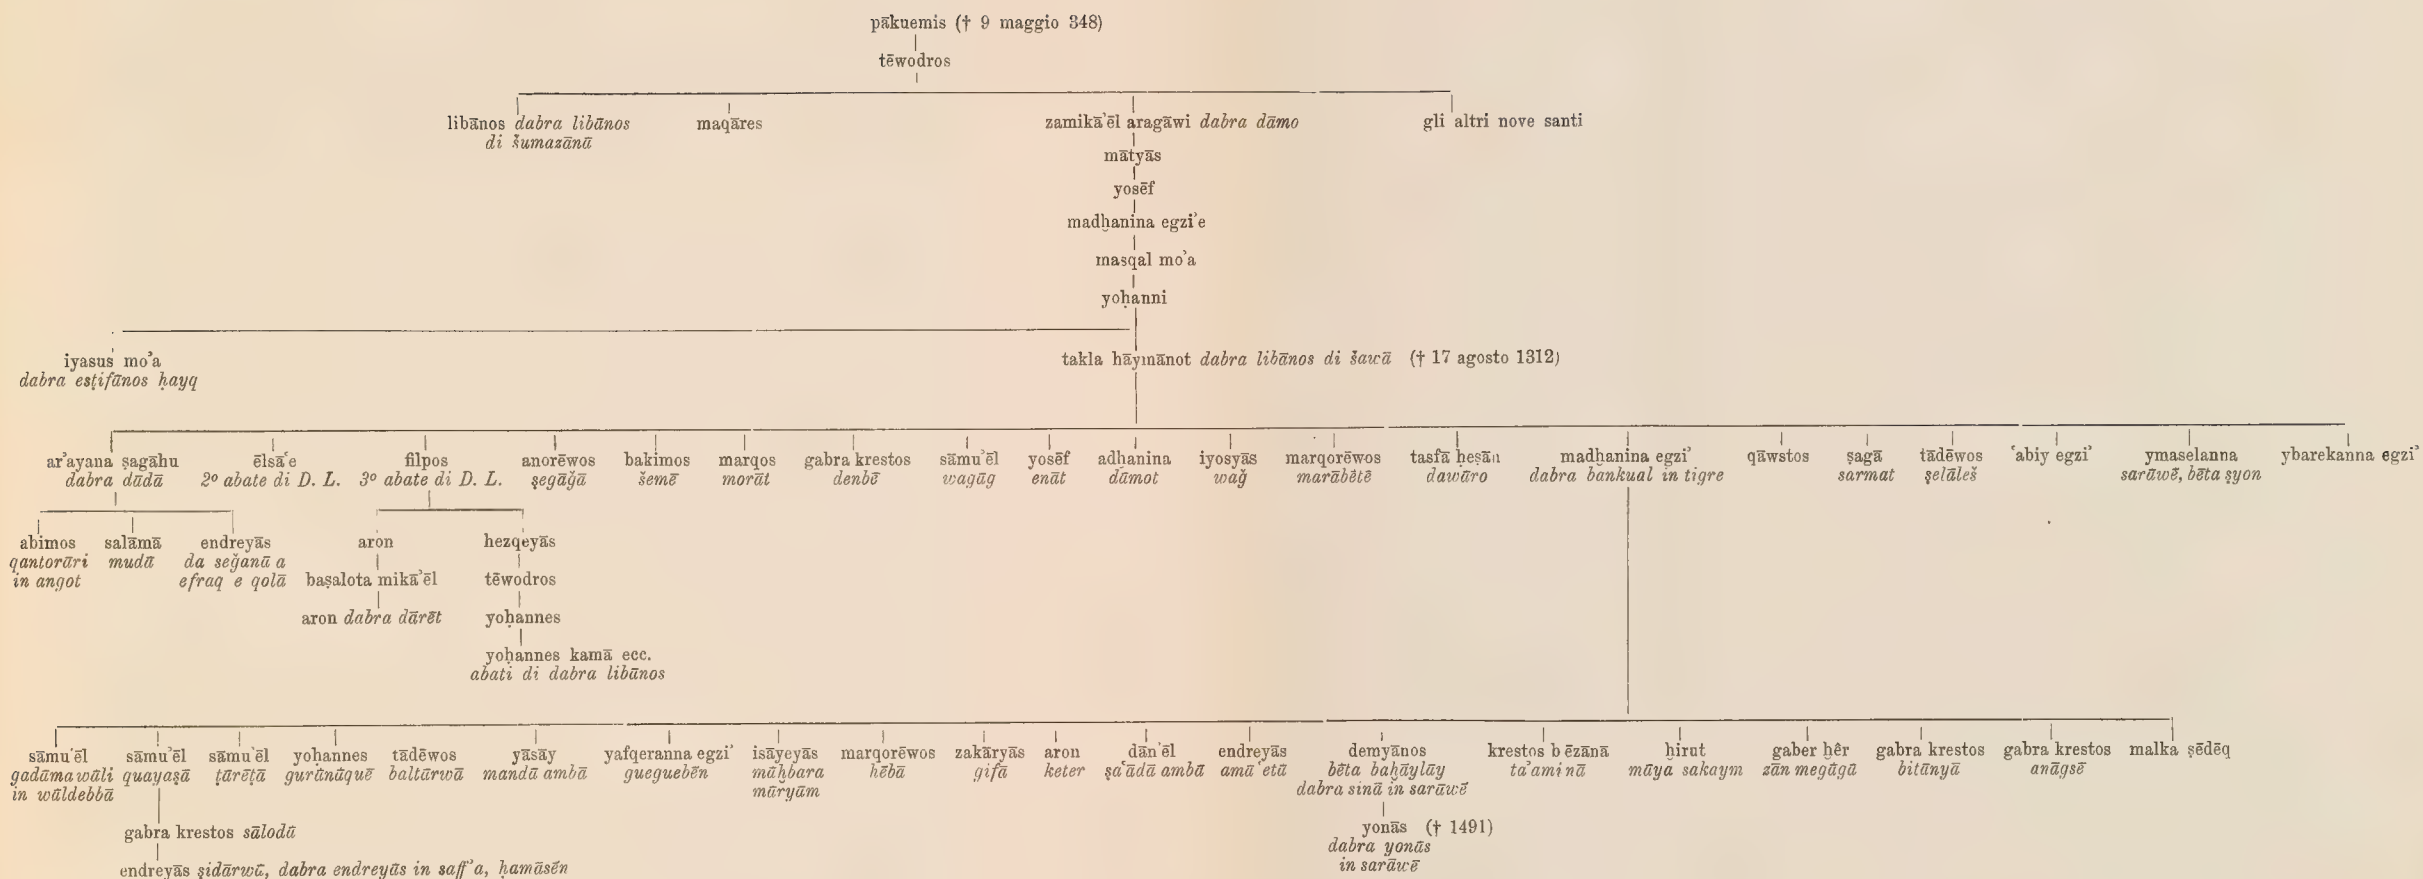 pākuemis († 9 maggio 348)
tēwodros
libānos dabra libānos
di šumazānā
maqāres
zamikā'ēl aragāwi dabra dāmo
gli altri nove santi
mātyās
yosēf
madḫanina egzi'e
masqal mo'a
yoḥanni
iyasus mo'a
dabra esṭifānos ḥayq
takla hāymānot dabra libānos di šawā († 17 agosto 1312)
ar'ayana ṣagāhu
dabra dādā
ēlsā‘e
2º abate di D. L.
filpos
3º abate di D. L.
anorēwos
ṣegāǧā
bakimos
šemē
marqos
morāt
gabra krestos
denbē
sāmu'ēl
wagāg
yosēf
enāt
adḫanina
dāmot
iyosyās
waǧ
marqorēwos
marābētē
tasfā ḥeṣān
dawāro
madḫanina egzi'
dabra bankual in tigre
qāwstos
ṣagā
sarmat
tādēwos
ṣelāleš
‘abiy egzi'
ymaselanna
sarāwē, bēta ṣyon
ybarekanna egzi'
abimos
qantorāri
in angot
salāmā
mudā
endreyās
da seǧanā a
efraq e qolā
aron
baṣalota mikā'ēl
aron dabra dārēt
hezqeyās
tēwodros
yoḥannes
yoḥannes kamā ecc.
abati di dabra libānos
sāmu'ēl
gadāma wāli
in wāldebbā
sāmu'ēl
quayaṣā
sāmu'ēl
ṭārēṭā
yoḥannes
gurānāquē
tādēwos
baltārwā
yāsāy
mandā ambā
yafqeranna egzi'
gueguebēn
isāyeyās
māḫbara
māryām
marqorēwos
hēbā
zakāryās
gifā
aron
keter
dān'ēl
ṣa‘ādā ambā
endreyās
amā'etā
demyānos
bēta baḥāylāy
dabra sinā in sarāwē
krestos bēzānā
ta'aminā
ḥirut
māya sakaym
gaber ḥêr
zān megāgā
gabra krestos
bitānyā
gabra krestos
anāgsē
malka ṣēdēq
gabra krestos sālodā
endreyās ṣidārwā, dabra endreyās in saff'a, ḥamāsēn
yonās († 1491)
dabra yonās
in sarāwē